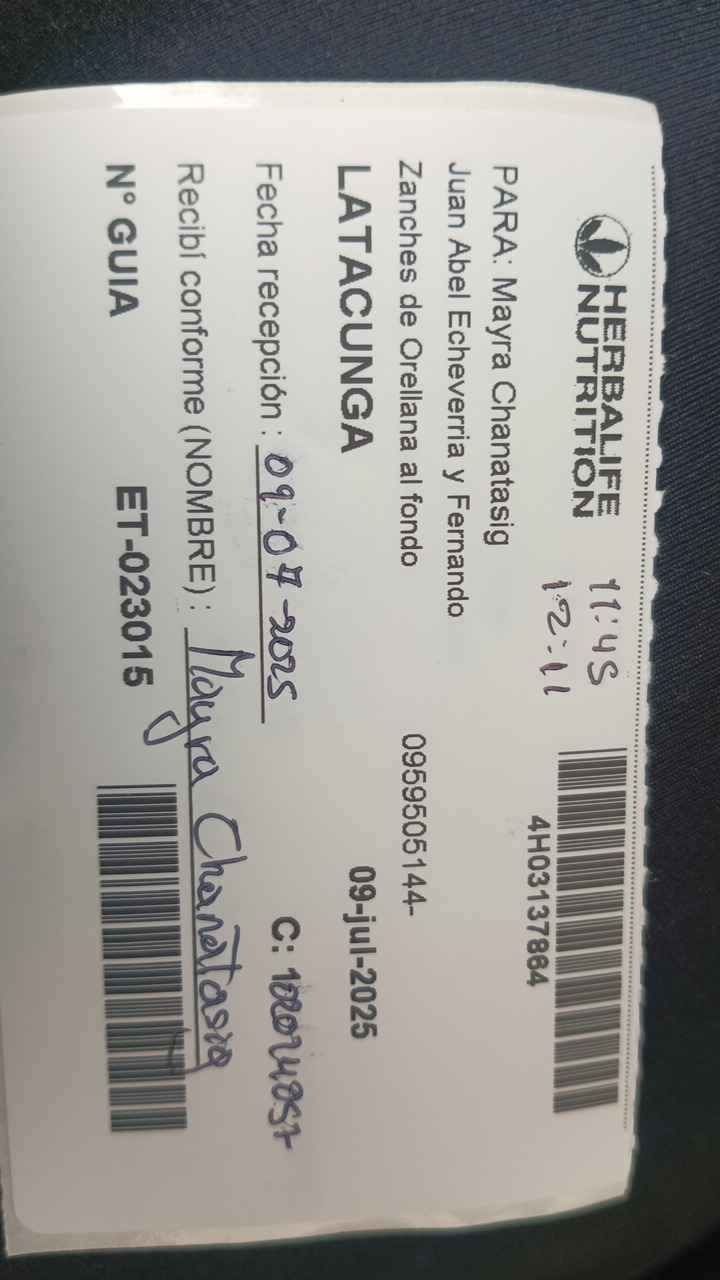 HERBALIFE
NUTRITION
11:45
12:11
4H03137864
PARA: Mayra Chanatasig
Juan Abel Echeverria y Fernando
Zanches de Orellana al fondo
0959505144-
LATACUNGA
09-jul-2025
Fecha recepción : 09-07-2025
C:
Recibí conforme (NOMBRE) : Mayra Chanatasig
N° GUIA
ET-023015